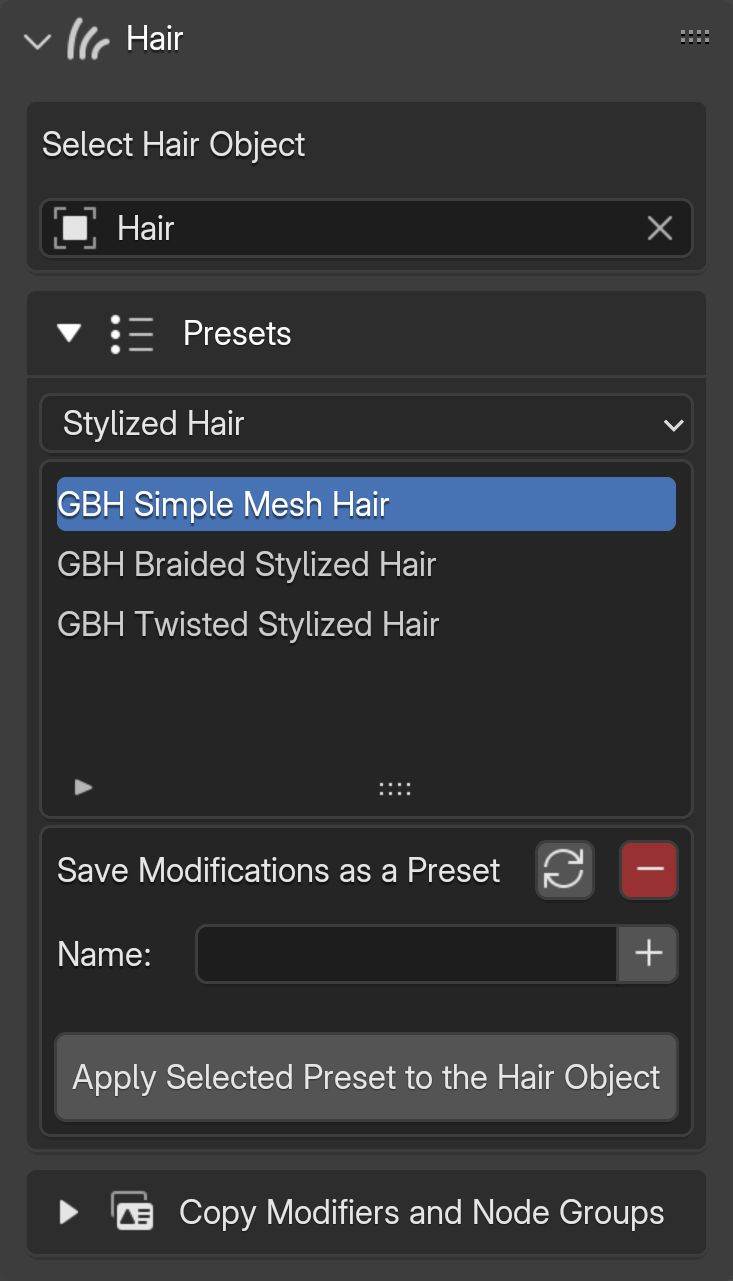 Hair
Select Hair Object
Hair
Presets
Stylized Hair
GBH Simple Mesh Hair
GBH Braided Stylized Hair
GBH Twisted Stylized Hair
Save Modifications as a Preset
Name:
Apply Selected Preset to the Hair Object
Copy Modifiers and Node Groups